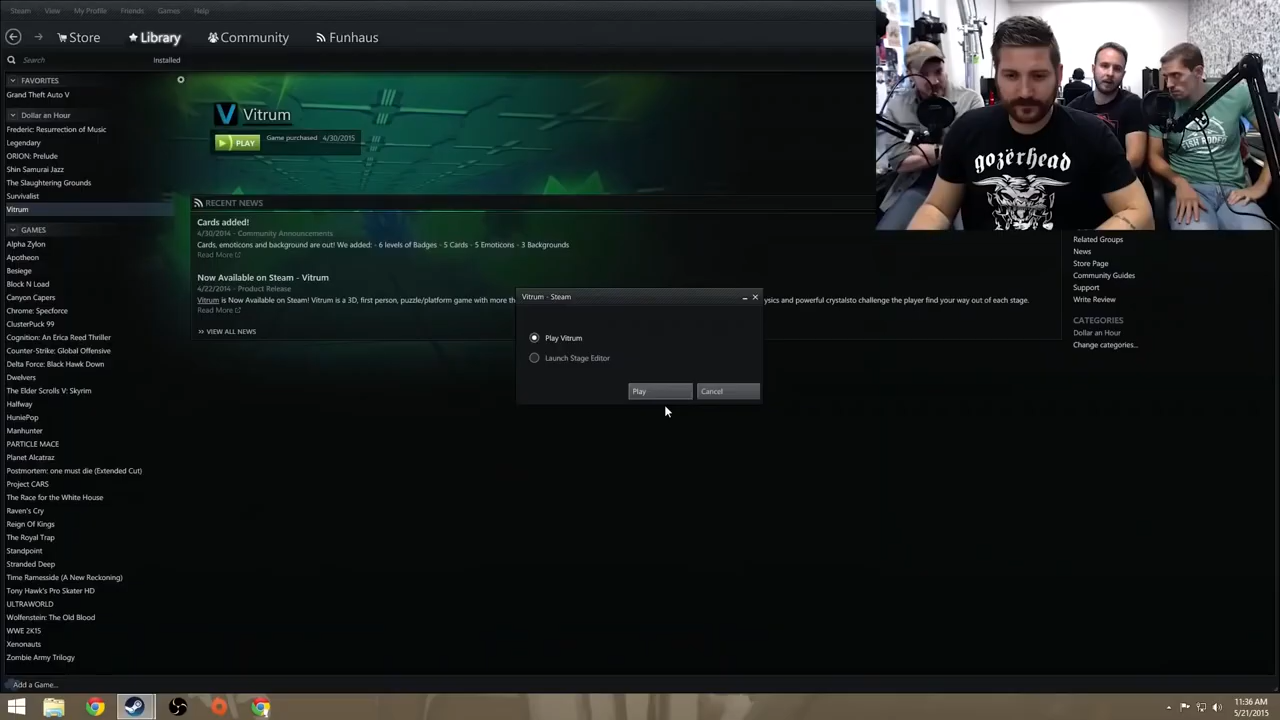 Steam View My Profile Friends Games Help
Store Library Community Funhaus
Search Installed
FAVORITES
Grand Theft Auto V
Dollar an Hour
Frederic: Resurrection of Music
Legendary
ORION: Prelude
Shin Samurai Jazz
The Slaughtering Grounds
Survivalist
Vitrum
GAMES
Alpha Zylon
Apotheon
Besiege
Block N Load
Canyon Capers
Chrome: Specforce
ClusterPuck 99
Cognition: An Erica Reed Thriller
Counter-Strike: Global Offensive
Delta Force: Black Hawk Down
Dwelvers
The Elder Scrolls V: Skyrim
Halfway
HuniePop
Manhunter
PARTICLE MACE
Planet Alcatraz
Postmortem: one must die (Extended Cut)
Project CARS
The Race for the White House
Raven's Cry
Reign Of Kings
The Royal Trap
Standpoint
Stranded Deep
Time Ramesside (A New Reckoning)
Tony Hawk's Pro Skater HD
ULTRAWORLD
Wolfenstein: The Old Blood
WWE 2K15
Xenonauts
Zombie Army Trilogy
Add a Game...
Vitrum
PLAY Game purchased 4/30/2015
RECENT NEWS
Cards added!
4/30/2014 - Community Announcements
Cards, emoticons and background are out! We added: - 6 levels of Badges - 5 Cards - 5 Emoticons - 3 Backgrounds
Read More
Now Available on Steam - Vitrum
4/22/2014 - Product Release
Vitrum is Now Available on Steam! Vitrum is a 3D, first person, puzzle/platform game with more th ysics and powerful crystalsto challenge the player find your way out of each stage.
Read More
VIEW ALL NEWS
Vitrum - Steam
Play Vitrum
Launch Stage Editor
Play Cancel
gozërhead
Related Groups
News
Store Page
Community Guides
Support
Write Review
CATEGORIES
Dollar an Hour
Change categories...
11:36 AM
5/21/2015